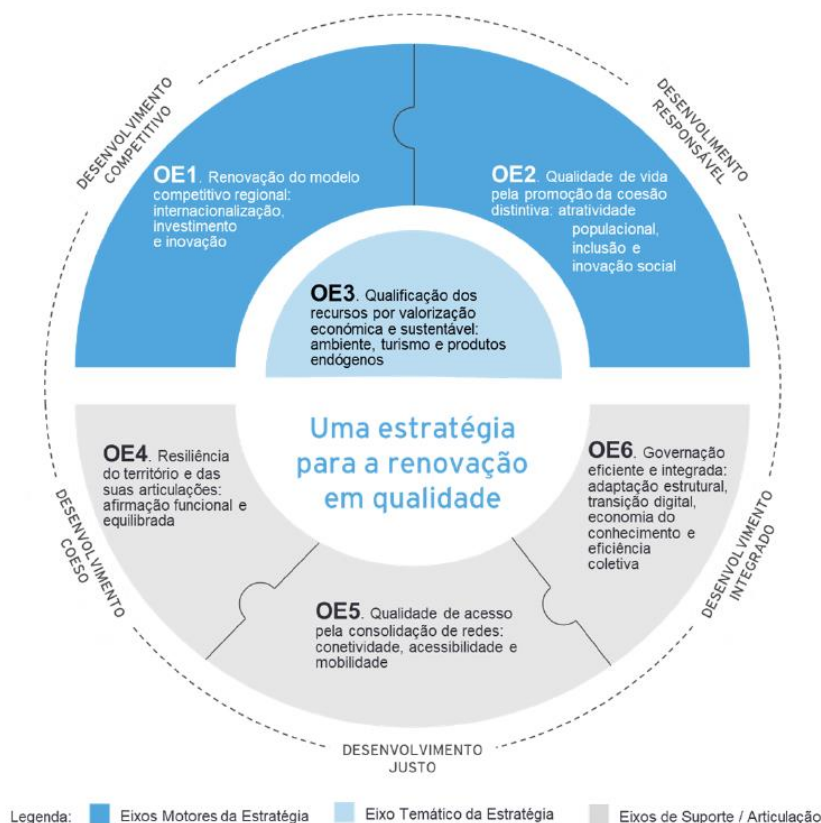 DESENVOLVIMENTO
COMPETITIVO
DESENVOLIMENTO
RESPONSÁVEL
OE1. Renovação do modelo
competitivo regional:
internacionalização,
investimento
e inovação
OE2. Qualidade de vida
pela promoção da coesão
distintiva: atratividade
populacional,
inclusão e
inovação social
OE3. Qualificação dos
recursos por valorização
económica e sustentável:
ambiente, turismo e produtos
endógenos
Uma estratégia
para a renovação
em qualidade
OE4. Resiliência
do território e das
suas articulações:
afirmação funcional e
equilibrada
OE6. Governação
eficiente e integrada:
adaptação estrutural,
transição digital,
economia do
conhecimento e
eficiência
coletiva
OE5. Qualidade de acesso
pela consolidação de redes:
conetividade, acessibilidade e
mobilidade
DESENVOLVIMENTO
COESO
DESENVOLVIMENTO
INTEGRADO
DESENVOLVIMENTO
JUSTO
Legenda: Eixos Motores da Estratégia Eixo Temático da Estratégia Eixos de Suporte / Articulação